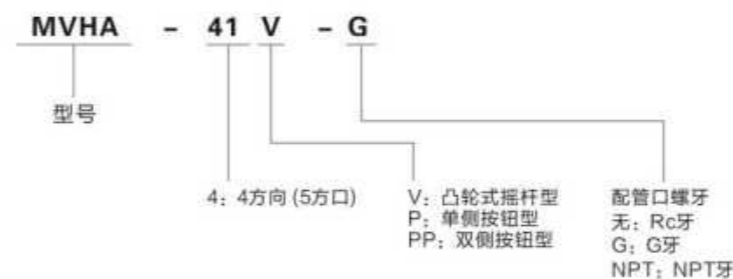 MVHA - 41 V - G
型号
4：4方向 (5方口)
V：凸轮式摇杆型
P：单侧按钮型
PP：双侧按钮型
配管口螺牙
无：Rc牙
G：G牙
NPT：NPT牙